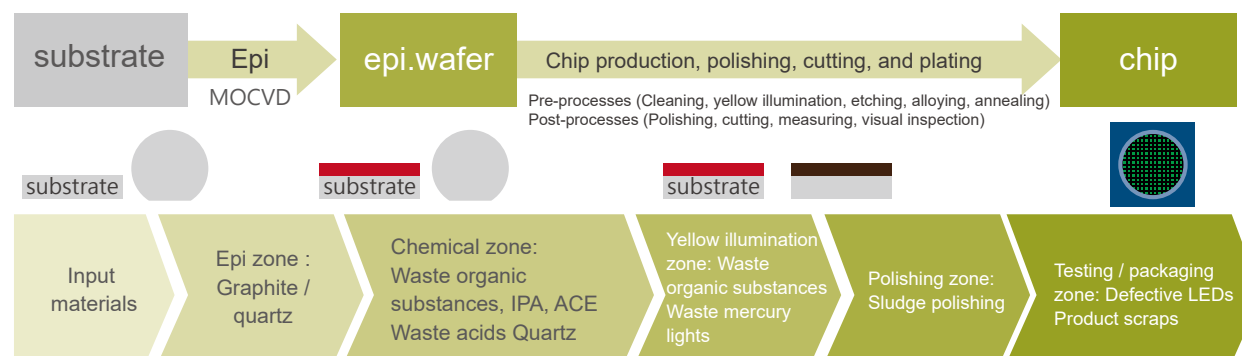 substrate
Epi
MOCVD
epi.wafer
Chip production, polishing, cutting, and plating
Pre-processes (Cleaning, yellow illumination, etching, alloying, annealing)
Post-processes (Polishing, cutting, measuring, visual inspection)
chip
substrate
substrate
substrate
Input
materials
Epi zone :
Graphite /
quartz
Chemical zone:
Waste organic
substances, IPA, ACE
Waste acids Quartz
Yellow illumination
zone: Waste
organic substances
Waste mercury
lights
Polishing zone:
Sludge polishing
Testing / packaging
zone: Defective LEDs
Product scraps